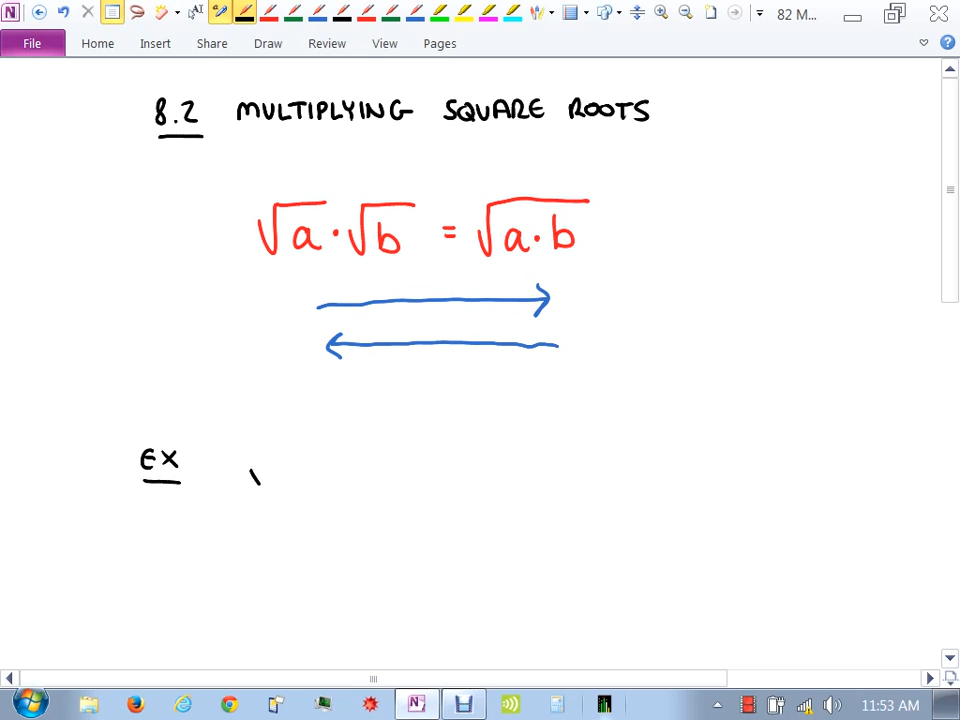 82 M...
File Home Insert Share Draw Review View Pages
8.2 MULTIPLYING SQUARE ROOTS
√a · √b = √a·b
EX
11:53 AM